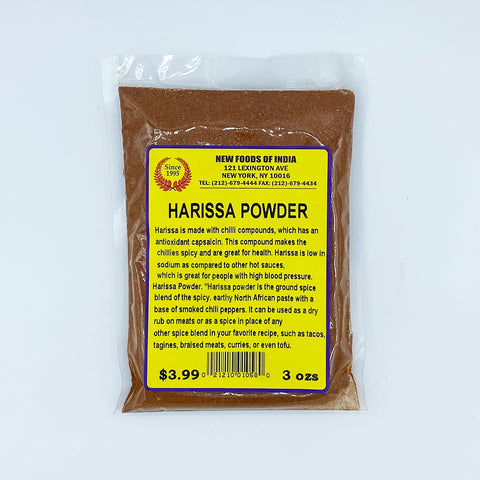 Since
1995
NEW FOODS OF INDIA
121 LEXINGTON AVE
NEW YORK, NY 10016
TEL: (212)-679-4444 FAX: (212)-679-4434
HARISSA POWDER
Harissa is made with chilli compounds, which has an
antioxidant capsaicin. This compound makes the
chillies spicy and are great for health. Harissa is low in
sodium as compared to other hot sauces,
which is great for people with high blood pressure.
Harissa Powder. "Harissa powder is the ground spice
blend of the spicy. earthy North African paste with a
base of smoked chili peppers. It can be used as a dry
rub on meats or as a spice in place of any
other spice blend in your favorite recipe, such as tacos,
tagines, braised meats, curries, or even tofu.
$3.99
0 21210 01056 0
3 ozs